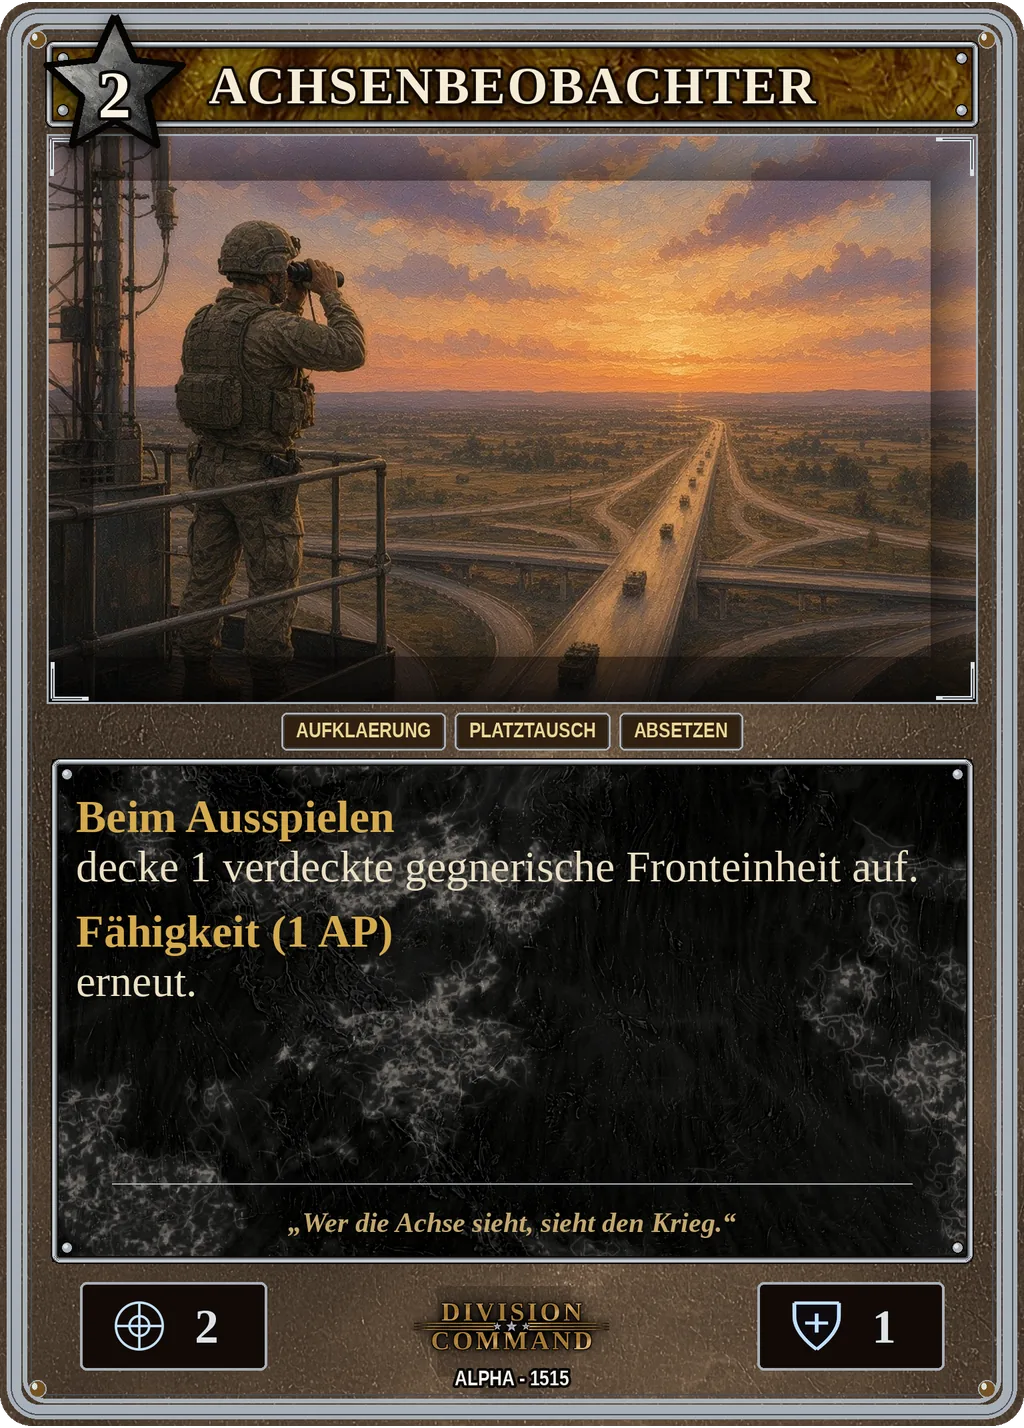 2
ACHSENBEOBACHTER
AUFKLAERUNG PLATZTAUSCH ABSETZEN
Beim Ausspielen
decke 1 verdeckte gegnerische Fronteinheit auf.
Fähigkeit (1 AP)
erneut.
„Wer die Achse sieht, sieht den Krieg.“
2
DIVISION
COMMAND
ALPHA - 1515
1